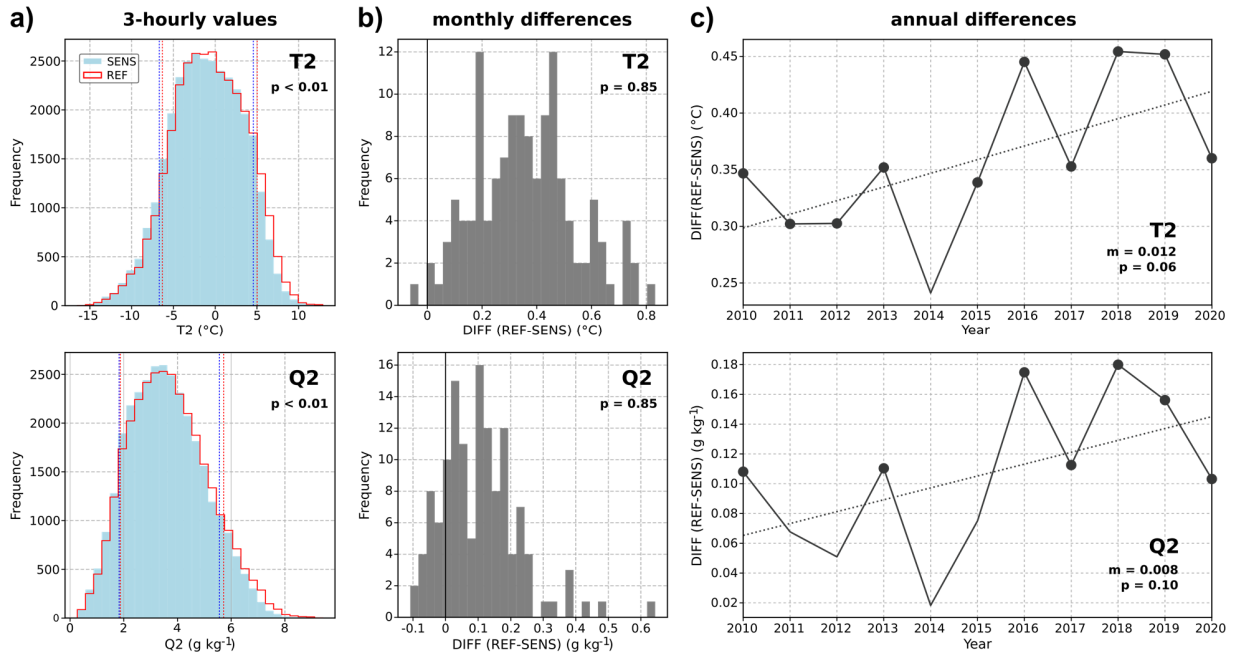 a) 3-hourly values
SENS
REF
T2
p < 0.01
Frequency
2500
2000
1500
1000
500
0
-15 -10 -5 0 5 10
T2 (°C)
b) monthly differences
T2
p = 0.85
Frequency
12
10
8
6
4
2
0
0 0.2 0.4 0.6 0.8
DIFF (REF-SENS) (°C)
c) annual differences
DIFF(REF-SENS) (°C)
0.45
0.40
0.35
0.30
0.25
T2
m = 0.012
p = 0.06
2010 2011 2012 2013 2014 2015 2016 2017 2018 2019 2020
Year
Q2
p < 0.01
Frequency
2500
2000
1500
1000
500
0
0 2 4 6 8
Q2 (g kg⁻¹)
Q2
p = 0.85
Frequency
16
14
12
10
8
6
4
2
0
-0.1 0 0.1 0.2 0.3 0.4 0.5 0.6
DIFF (REF-SENS) (g kg⁻¹)
DIFF (REF-SENS) (g kg⁻¹)
0.18
0.16
0.14
0.12
0.10
0.08
0.06
0.04
0.02
Q2
m = 0.008
p = 0.10
2010 2011 2012 2013 2014 2015 2016 2017 2018 2019 2020
Year